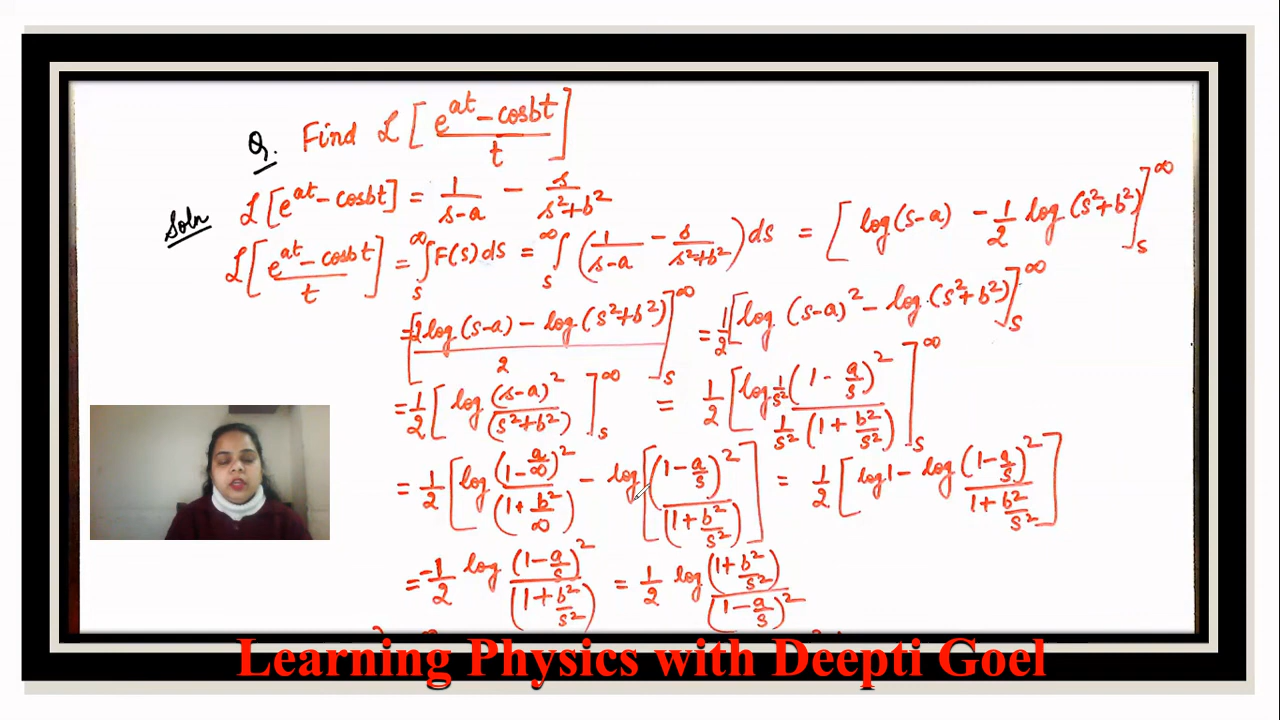 Q. Find L[ (e^at - cosbt)/t ]
Soln L[e^at - cosbt] = 1/(s-a) - s/(s²+b²)
L[ (e^at - cosbt)/t ] = ∫_s^∞ F(s) ds = ∫_s^∞ ( 1/(s-a) - s/(s²+b²) ) ds = [ log(s-a) - 1/2 log(s²+b²) ]_s^∞
= [ (2log(s-a) - log(s²+b²))/2 ]_s^∞ = 1/2 [ log (s-a)² - log (s²+b²) ]_s^∞
= 1/2 [ log (s-a)²/(s²+b²) ]_s^∞ = 1/2 [ log 1/s² (1 - a/s)² / 1/s² (1 + b²/s²) ]_s^∞
= 1/2 [ log (1 - a/∞)²/(1 + b²/∞) - log [ (1 - a/s)²/(1 + b²/s²) ] = 1/2 [ log1 - log (1 - a/s)²/(1 + b²/s²) ]
= -1/2 log (1 - a/s)²/(1 + b²/s²) = 1/2 log (1 + b²/s²)/(1 - a/s)²
Learning Physics with Deepti Goel